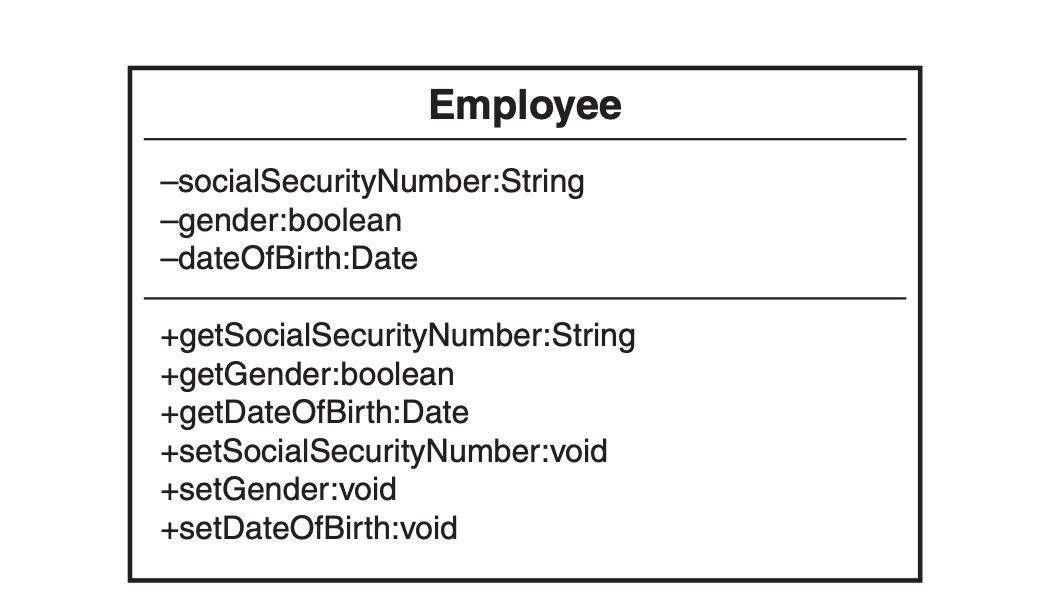 Employee
–socialSecurityNumber:String
–gender:boolean
–dateOfBirth:Date
+getSocialSecurityNumber:String
+getGender:boolean
+getDateOfBirth:Date
+setSocialSecurityNumber:void
+setGender:void
+setDateOfBirth:void